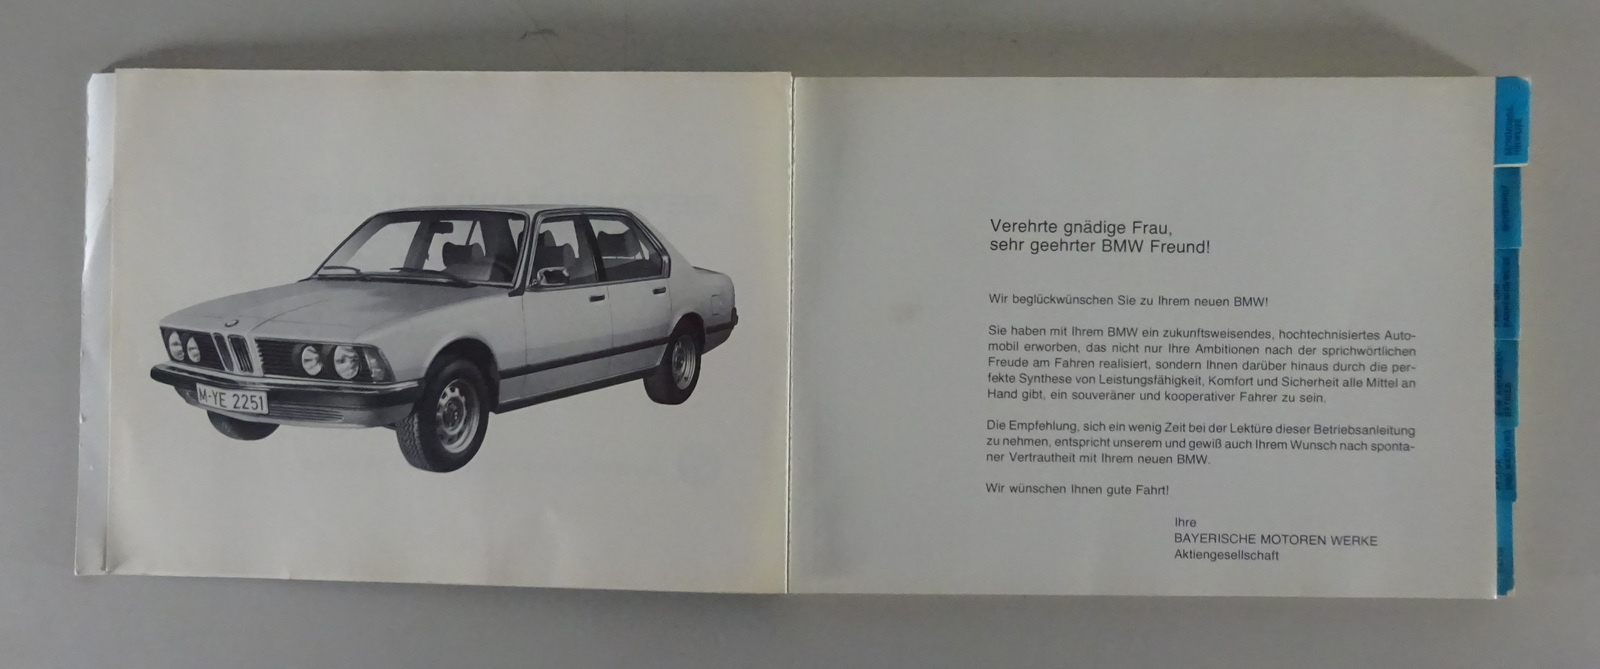 M-YE 2251
Verehrte gnädige Frau,
sehr geehrter BMW Freund!
Wir beglückwünschen Sie zu Ihrem neuen BMW!
Sie haben mit Ihrem BMW ein zukunftsweisendes, hochtechnisiertes Auto-
mobil erworben, das nicht nur Ihre Ambitionen nach der sprichwörtlichen
Freude am Fahren realisiert, sondern Ihnen darüber hinaus durch die per-
fekte Synthese von Leistungsfähigkeit, Komfort und Sicherheit alle Mittel an
Hand gibt, ein souveräner und kooperativer Fahrer zu sein.
Die Empfehlung, sich ein wenig Zeit bei der Lektüre dieser Betriebsanleitung
zu nehmen, entspricht unserem und gewiß auch Ihrem Wunsch nach sponta-
ner Vertrautheit mit Ihrem neuen BMW.
Wir wünschen Ihnen gute Fahrt!
Ihre
BAYERISCHE MOTOREN WERKE
Aktiengesellschaft